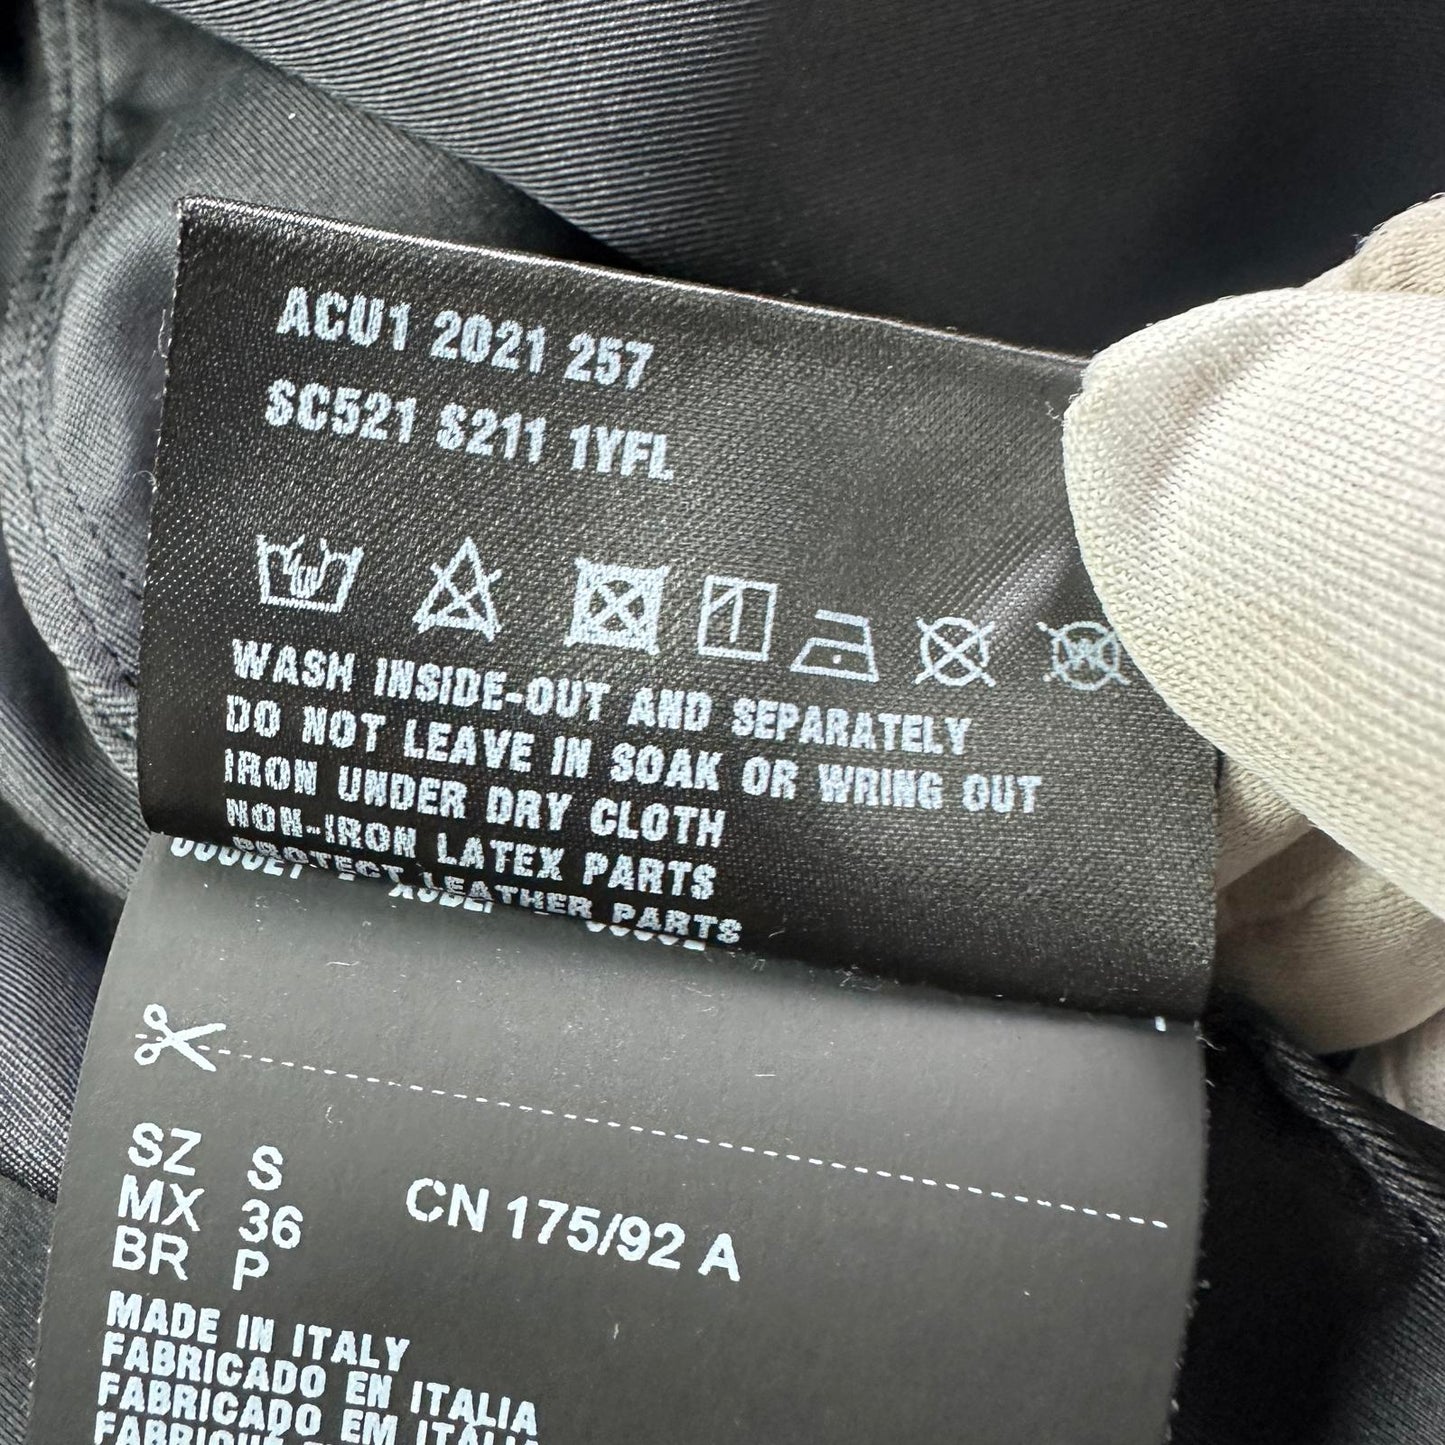 ACU1 2021 257
SC521 S211 1YFL
WASH INSIDE-OUT AND SEPARATELY
DO NOT LEAVE IN SOAK OR WRING OUT
IRON UNDER DRY CLOTH
NON-IRON LATEX PARTS
PROTECT LEATHER PARTS
SZ S
MX 36 CN 175/92 A
BR P
MADE IN ITALY
FABRICADO EN ITALIA
FABRICADO EM ITALIA